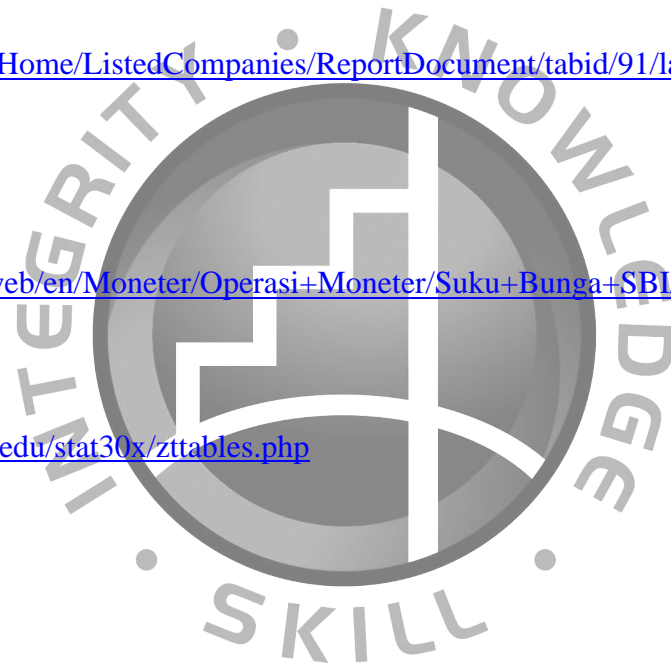 Home/ListedCompanies/ReportDocument/tabid/91/la
web/en/Moneter/Operasi+Moneter/Suku+Bunga+SBI
edu/stat30x/zttables.php
INTEGRITY • KNOWLEDGE • SKILL •